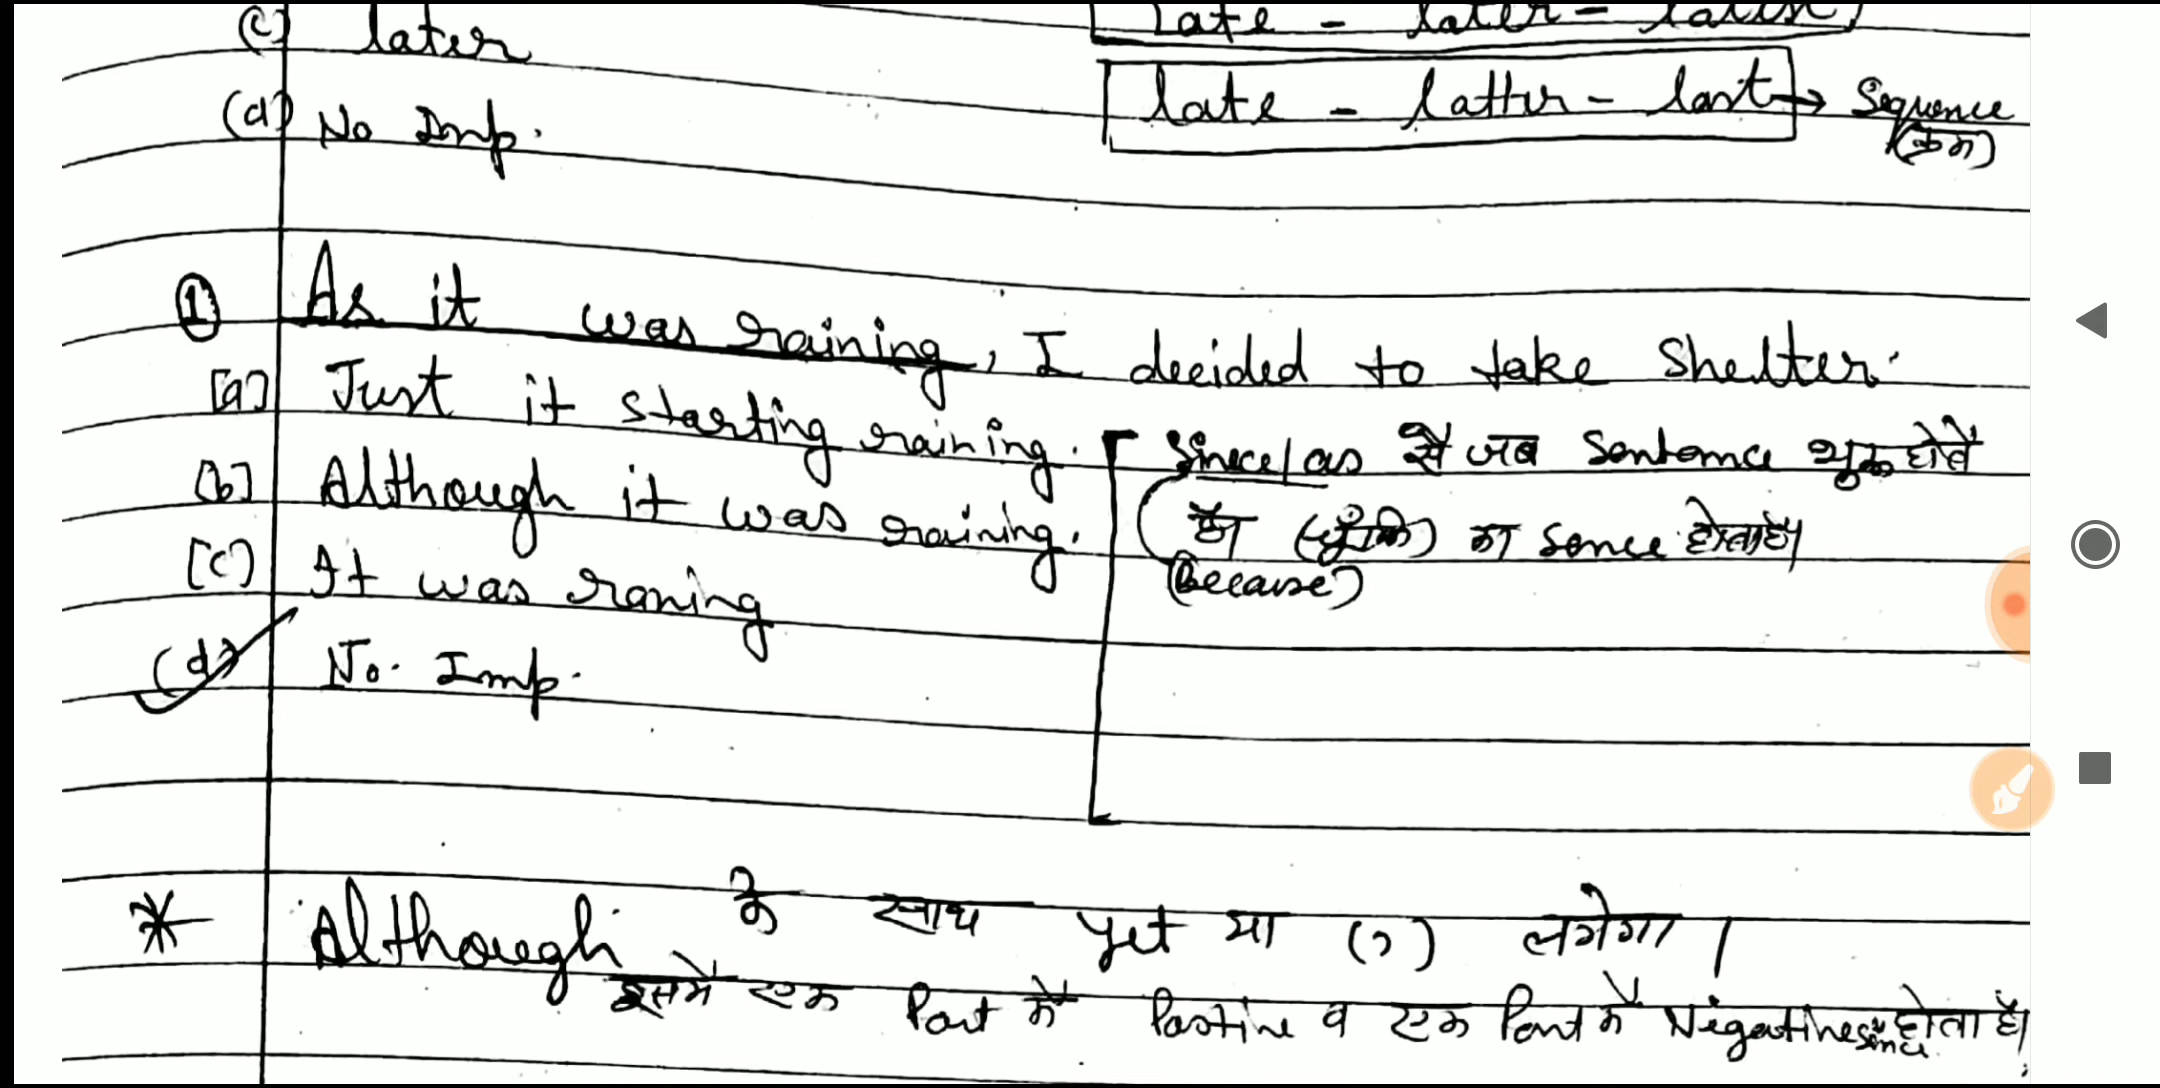 (c) later
Late - later - latest
(d) No Imp.
late - latter - last → Sequence
(क्रम)
① As it was raining, I decided to take Shelter.
[a] Just it starting raining.
[b] Although it was raining.
[c] It was raning
(d) No. Imp.
Since/as से जब Sentence शुरू होते
है। (चूँकि) का sence होता है।
(Because)
* Although के साथ yet या (,) लगेगा।
इसमें एक Part में Postive व एक Part में Nigative sence होता है।